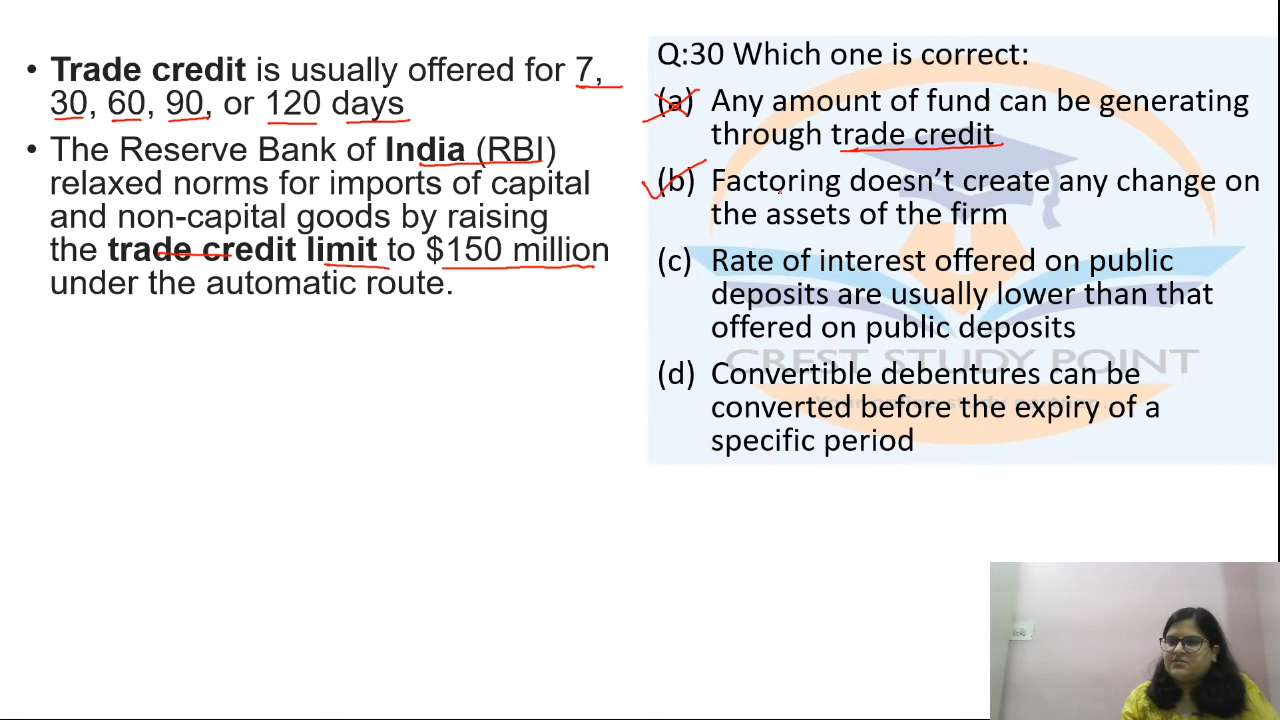 • Trade credit is usually offered for 7,
30, 60, 90, or 120 days
• The Reserve Bank of India (RBI)
relaxed norms for imports of capital
and non-capital goods by raising
the trade credit limit to $150 million
under the automatic route.
Q:30 Which one is correct:
(a) Any amount of fund can be generating
through trade credit
(b) Factoring doesn’t create any change on
the assets of the firm
(c) Rate of interest offered on public
deposits are usually lower than that
offered on public deposits
CREST STUDY POINT
(d) Convertible debentures can be
converted before the expiry of a
specific period